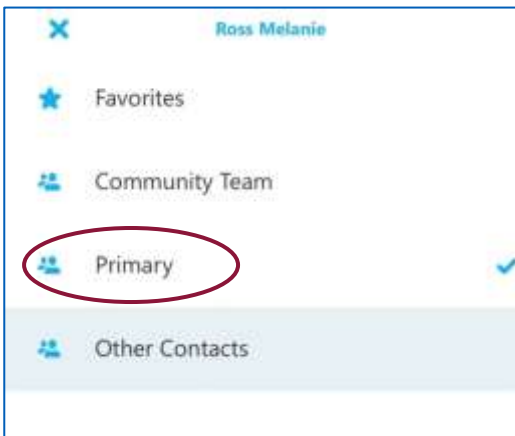 Ross Melanie
Favorites
Community Team
Primary
Other Contacts